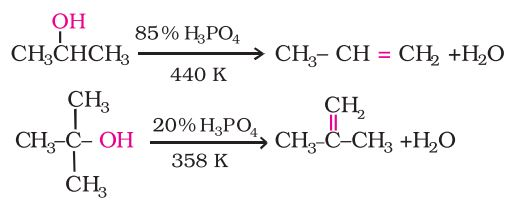 OH
CH₃CHCH₃ 85% H₃PO₄ 440 K CH₃– CH = CH₂ +H₂O
CH₃ CH₂
CH₃–C– OH 20% H₃PO₄ 358 K CH₃–C–CH₃ +H₂O
CH₃